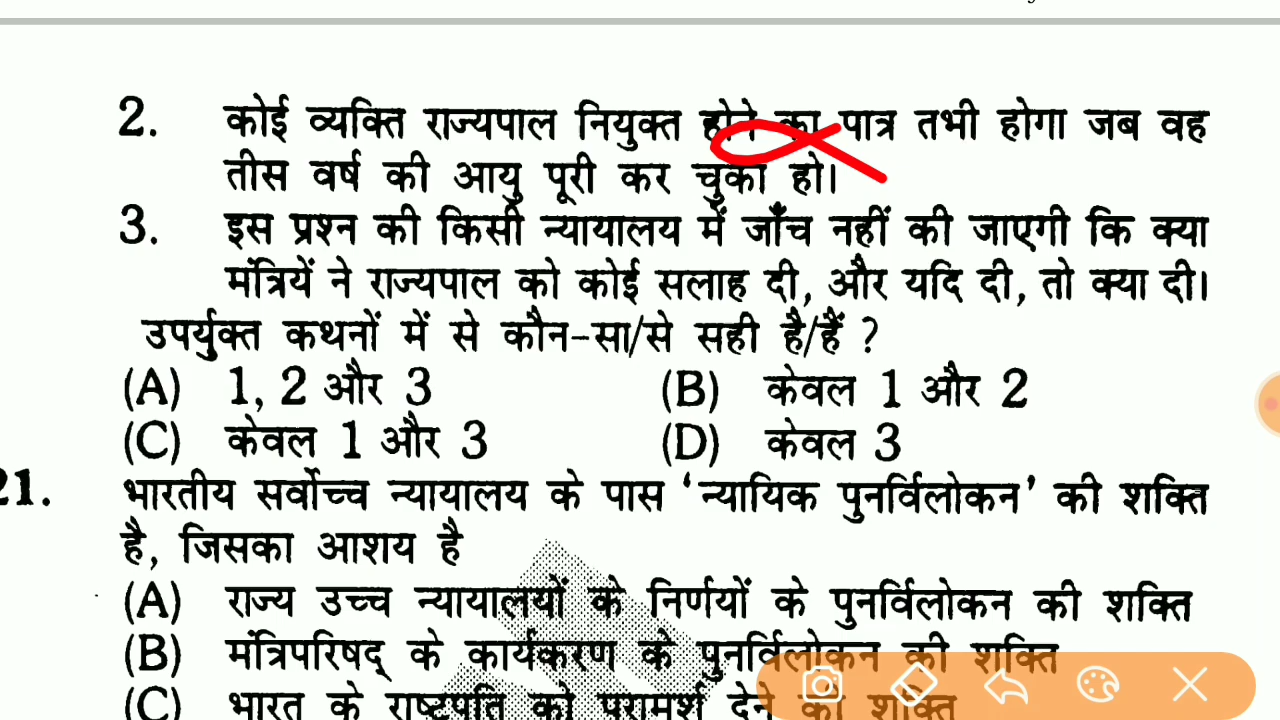 2. कोई व्यक्ति राज्यपाल नियुक्त होने का पात्र तभी होगा जब वह
तीस वर्ष की आयु पूरी कर चुका हो।
3. इस प्रश्न की किसी न्यायालय में जाँच नहीं की जाएगी कि क्या
मंत्रियें ने राज्यपाल को कोई सलाह दी, और यदि दी, तो क्या दी।
उपर्युक्त कथनों में से कौन-सा/से सही है/हैं ?
(A) 1, 2 और 3 (B) केवल 1 और 2
(C) केवल 1 और 3 (D) केवल 3
21. भारतीय सर्वोच्च न्यायालय के पास ‘न्यायिक पुनर्विलोकन’ की शक्ति
है, जिसका आशय है
(A) राज्य उच्च न्यायालयों के निर्णयों के पुनर्विलोकन की शक्ति
(B) मंत्रिपरिषद् के कार्यकरण के पुनर्विलोकन की शक्ति
(C) भारत के राष्ट्रपति को परामर्श देने की शक्ति